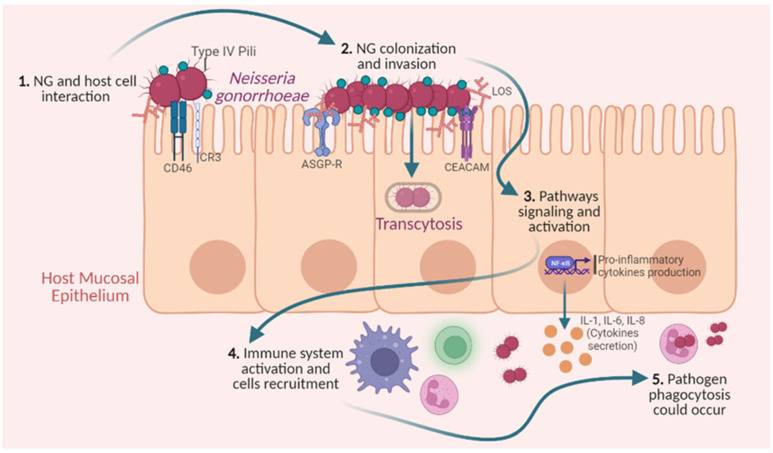 1. NG and host cell
interaction
Type IV Pili
Neisseria
gonorrhoeae
CD46
CR3
2. NG colonization
and invasion
LOS
ASGP-R
CEACAM
Transcytosis
3. Pathways
signaling and
activation
NF-κB
Pro-inflammatory
cytokines production
Host Mucosal
Epithelium
IL-1, IL-6, IL-8
(Cytokines
secretion)
4. Immune system
activation and
cells recruitment
5. Pathogen
phagocytosis
could occur